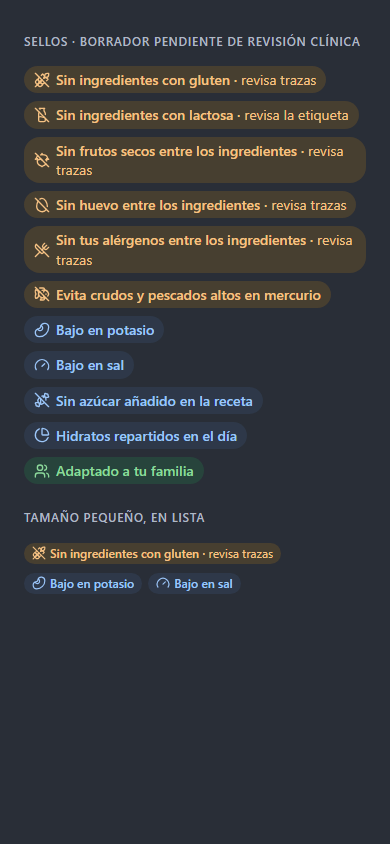 SELLOS · BORRADOR PENDIENTE DE REVISIÓN CLÍNICA
Sin ingredientes con gluten · revisa trazas
Sin ingredientes con lactosa · revisa la etiqueta
Sin frutos secos entre los ingredientes · revisa
trazas
Sin huevo entre los ingredientes · revisa trazas
Sin tus alérgenos entre los ingredientes · revisa
trazas
Evita crudos y pescados altos en mercurio
Bajo en potasio
Bajo en sal
Sin azúcar añadido en la receta
Hidratos repartidos en el día
Adaptado a tu familia
TAMAÑO PEQUEÑO, EN LISTA
Sin ingredientes con gluten · revisa trazas
Bajo en potasio Bajo en sal